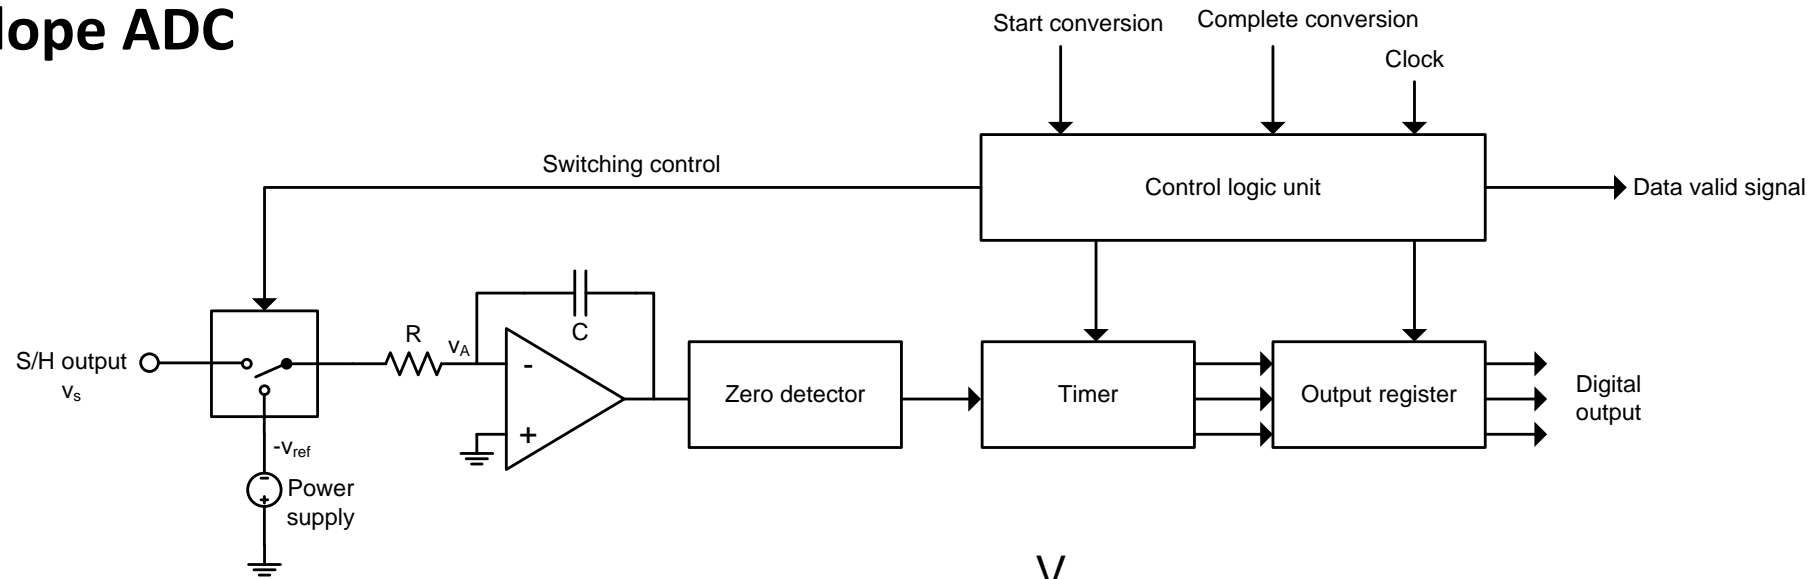 lope ADC
Start conversion
Complete conversion
Clock
Switching control
Control logic unit
Data valid signal
S/H output
vs
R
vA
C
-
+
Zero detector
Timer
Output register
Digital
output
-vref
-
+
Power
supply
V